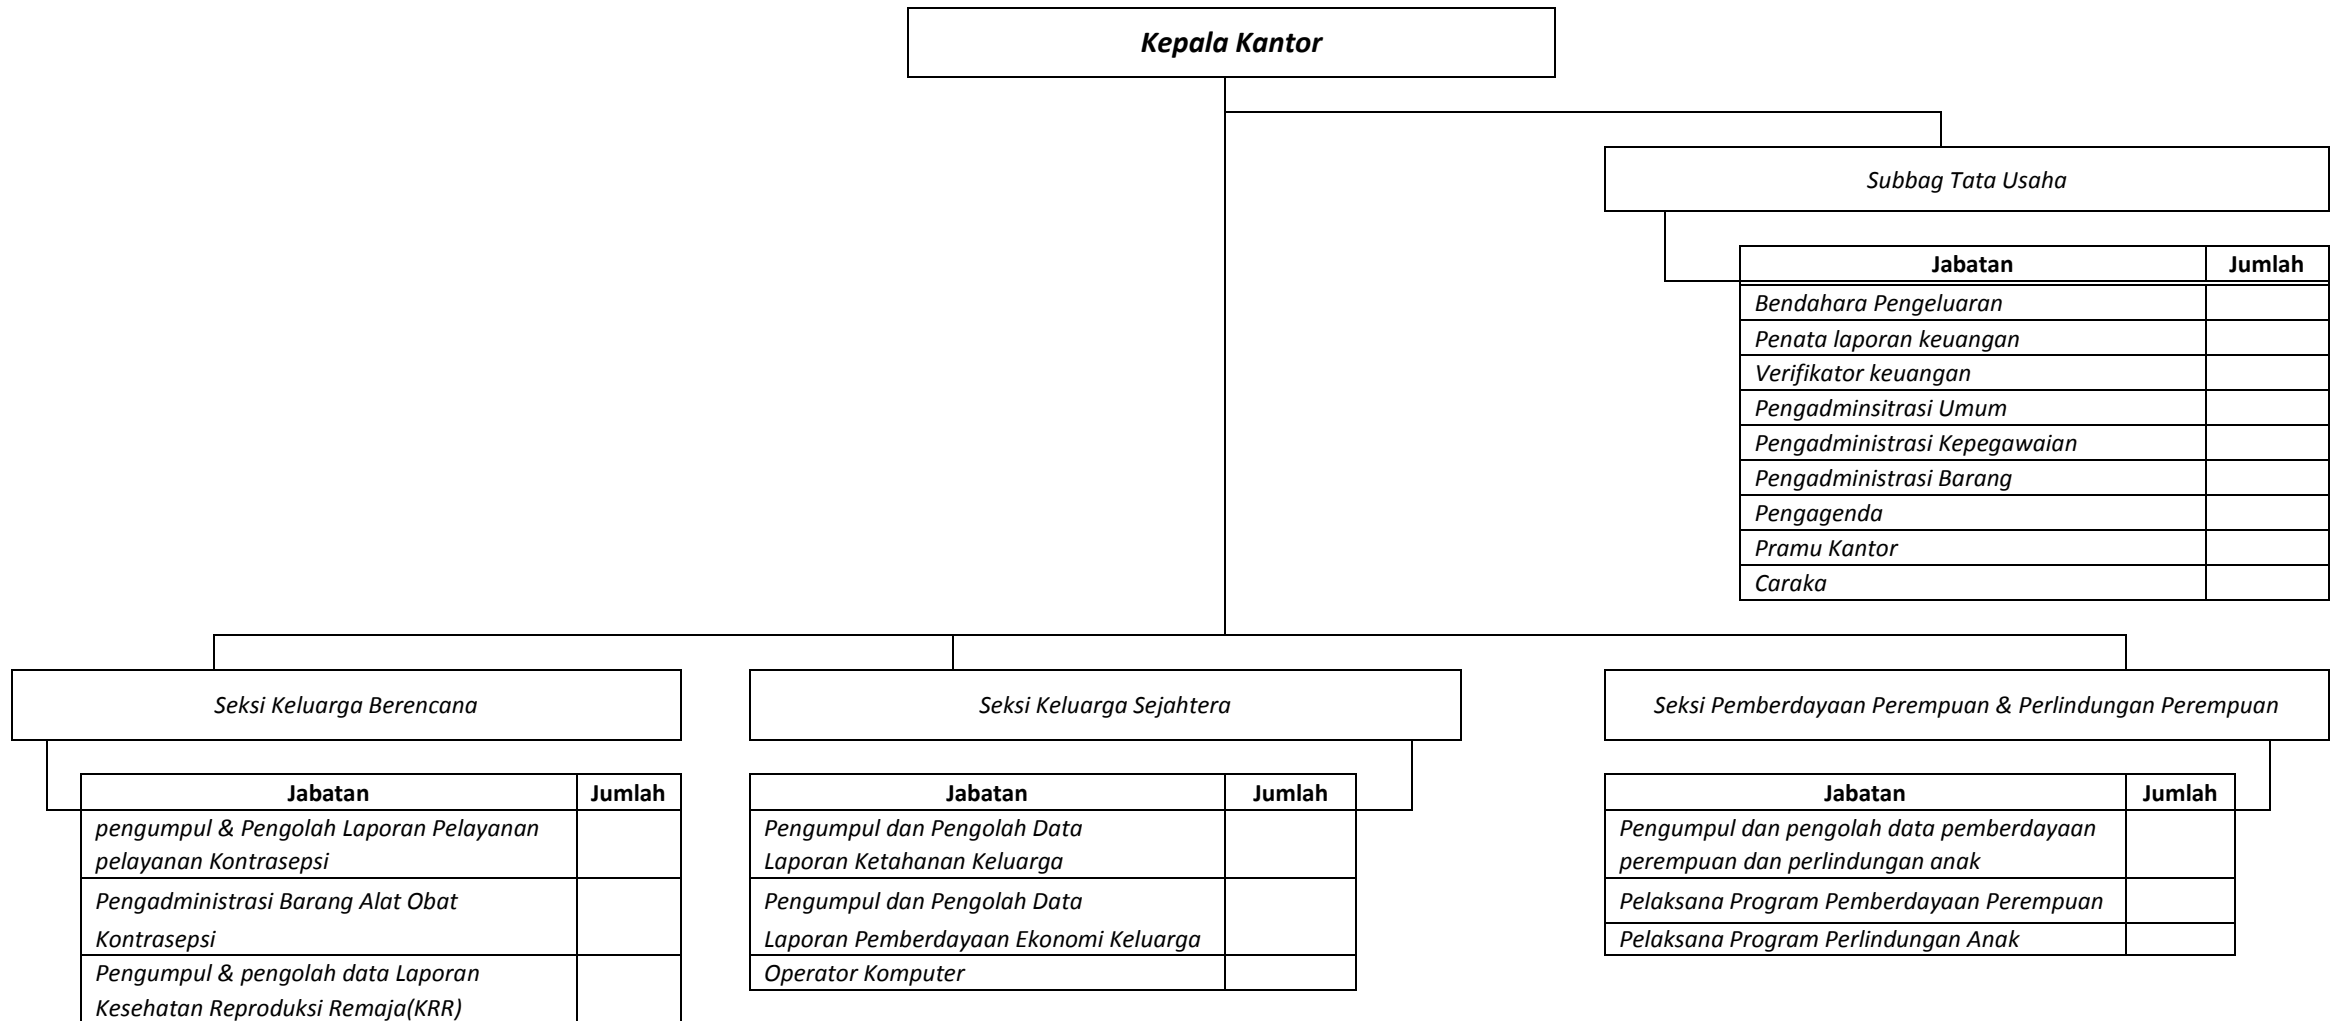 Kepala Kantor
Subbag Tata Usaha
Jabatan Jumlah
Bendahara Pengeluaran
Penata laporan keuangan
Verifikator keuangan
Pengadminsitrasi Umum
Pengadministrasi Kepegawaian
Pengadministrasi Barang
Pengagenda
Pramu Kantor
Caraka
Seksi Keluarga Berencana
Jabatan Jumlah
pengumpul & Pengolah Laporan Pelayanan
pelayanan Kontrasepsi
Pengadministrasi Barang Alat Obat
Kontrasepsi
Pengumpul & pengolah data Laporan
Kesehatan Reproduksi Remaja(KRR)
Seksi Keluarga Sejahtera
Jabatan Jumlah
Pengumpul dan Pengolah Data
Laporan Ketahanan Keluarga
Pengumpul dan Pengolah Data
Laporan Pemberdayaan Ekonomi Keluarga
Operator Komputer
Seksi Pemberdayaan Perempuan & Perlindungan Perempuan
Jabatan Jumlah
Pengumpul dan pengolah data pemberdayaan
perempuan dan perlindungan anak
Pelaksana Program Pemberdayaan Perempuan
Pelaksana Program Perlindungan Anak